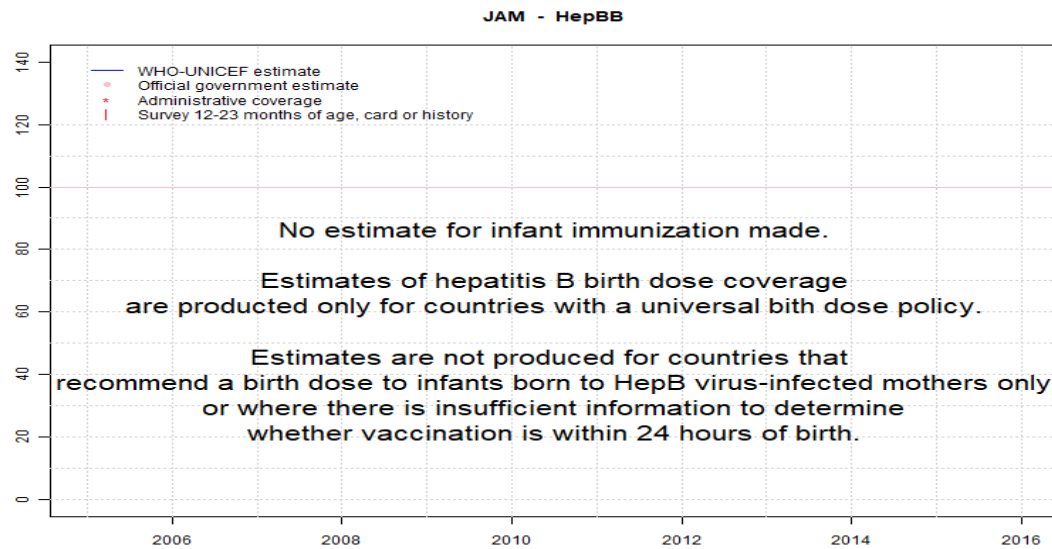 JAM - HepBB
WHO-UNICEF estimate
Official government estimate
Administrative coverage
Survey 12-23 months of age, card or history
140
120
100
80
60
40
20
0
No estimate for infant immunization made.
Estimates of hepatitis B birth dose coverage
are producted only for countries with a universal bith dose policy.
Estimates are not produced for countries that
recommend a birth dose to infants born to HepB virus-infected mothers only
or where there is insufficient information to determine
whether vaccination is within 24 hours of birth.
2006 2008 2010 2012 2014 2016